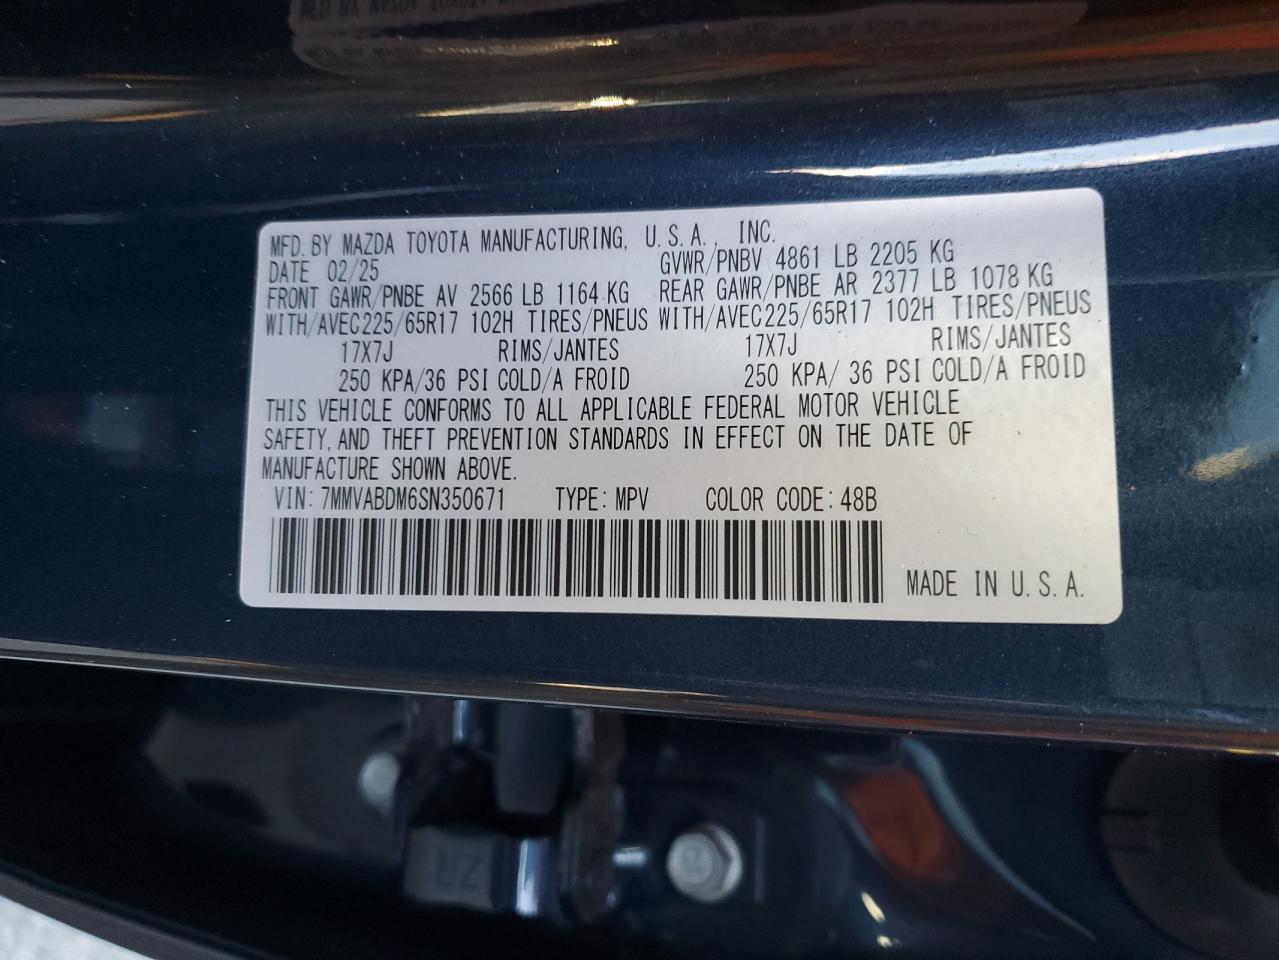 MFD. BY MAZDA TOYOTA MANUFACTURING, U.S.A., INC.
DATE 02/25 GVWR/PNBV 4861 LB 2205 KG
FRONT GAWR/PNBE AV 2566 LB 1164 KG REAR GAWR/PNBE AR 2377 LB 1078 KG
WITH/AVEC225/65R17 102H TIRES/PNEUS WITH/AVEC225/65R17 102H TIRES/PNEUS
17X7J RIMS/JANTES 17X7J RIMS/JANTES
250 KPA/36 PSI COLD/A FROID 250 KPA/ 36 PSI COLD/A FROID
THIS VEHICLE CONFORMS TO ALL APPLICABLE FEDERAL MOTOR VEHICLE
SAFETY, AND THEFT PREVENTION STANDARDS IN EFFECT ON THE DATE OF
MANUFACTURE SHOWN ABOVE.
VIN: 7MMVABDM6SN350671 TYPE: MPV COLOR CODE: 48B
MADE IN U.S.A.